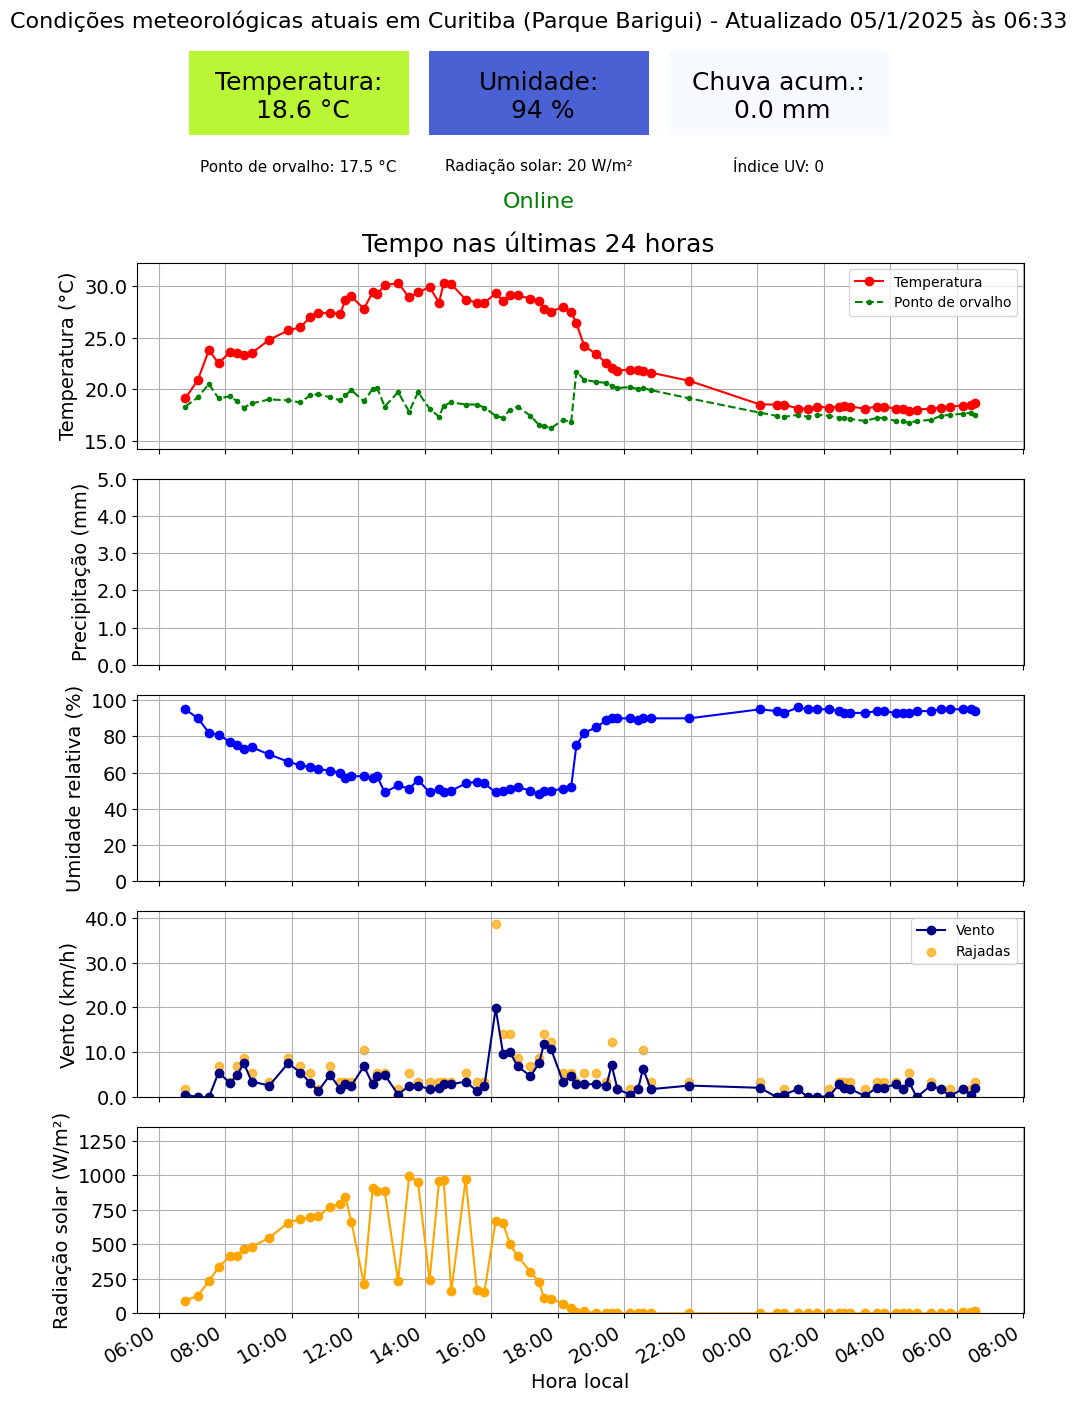 Condições meteorológicas atuais em Curitiba (Parque Barigui) - Atualizado 05/1/2025 às 06:33
Temperatura:
18.6 °C
Umidade:
94 %
Chuva acum.:
0.0 mm
Ponto de orvalho: 17.5 °C
Radiação solar: 20 W/m²
Índice UV: 0
Online
Tempo nas últimas 24 horas
Temperatura (°C)
30.0
25.0
20.0
15.0
Temperatura
Ponto de orvalho
Precipitação (mm)
5.0
4.0
3.0
2.0
1.0
0.0
Umidade relativa (%)
100
80
60
40
20
0
Vento (km/h)
40.0
30.0
20.0
10.0
0.0
Vento
Rajadas
Radiação solar (W/m²)
1250
1000
750
500
250
0
06:00 08:00 10:00 12:00 14:00 16:00 18:00 20:00 22:00 00:00 02:00 04:00 06:00 08:00
Hora local